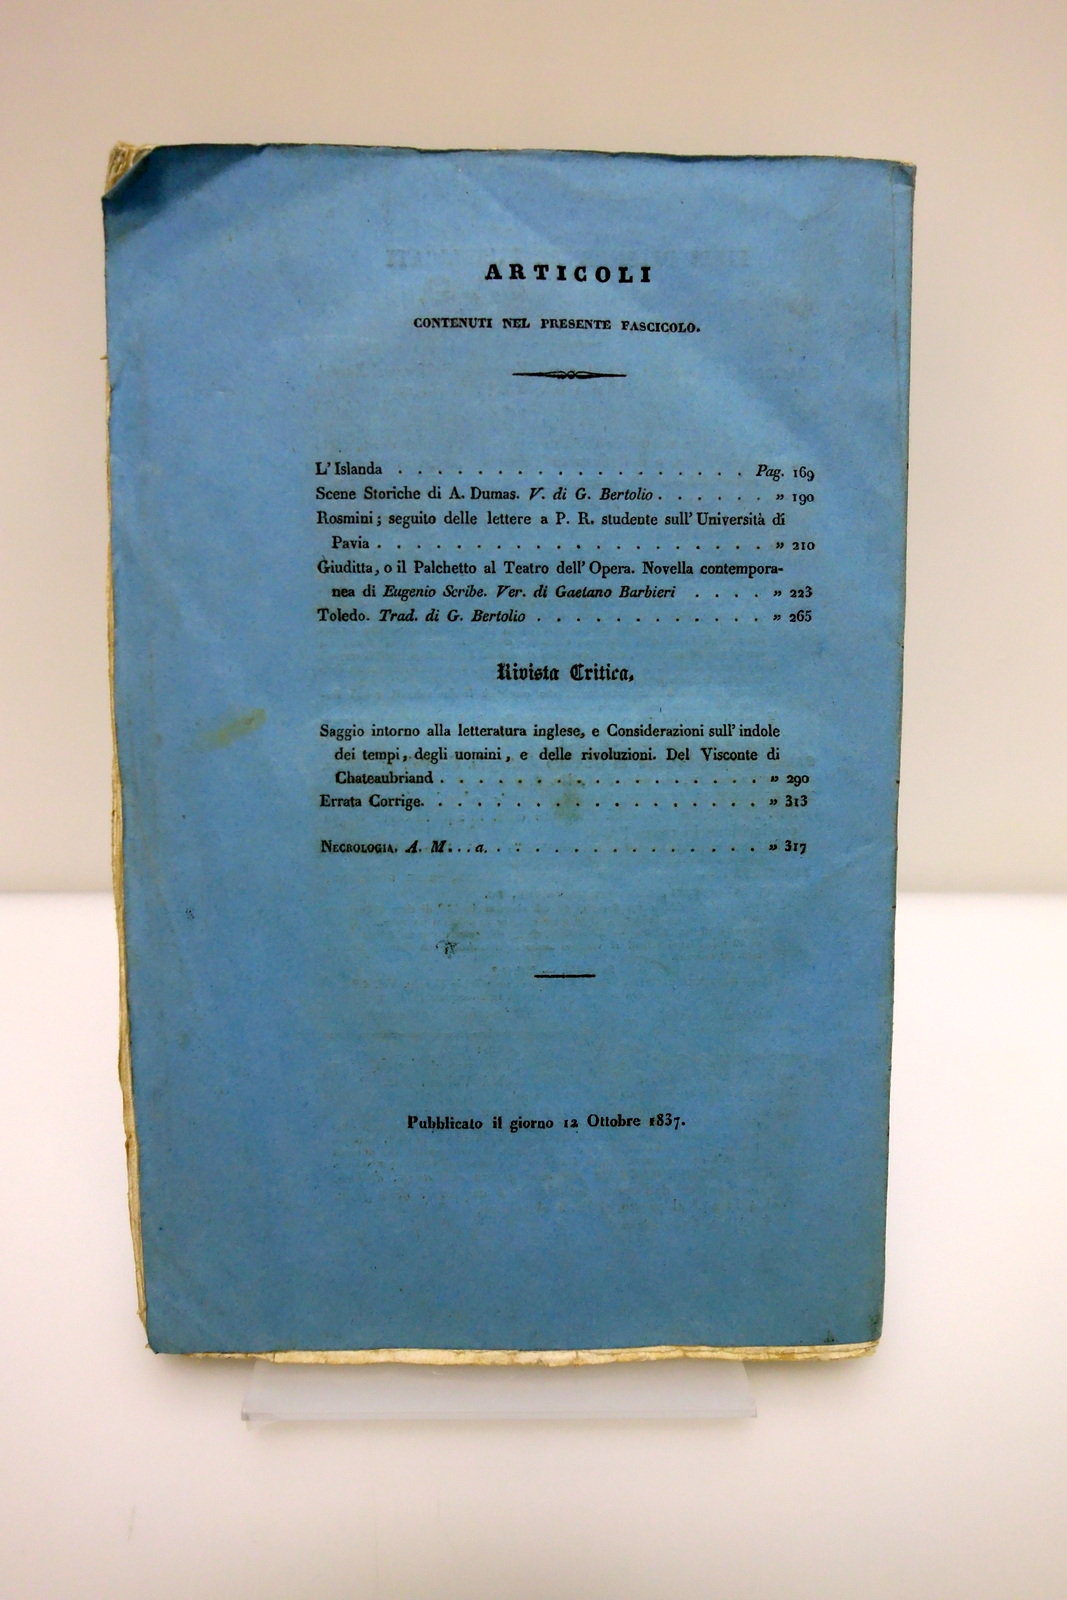 ARTICOLI
CONTENUTI NEL PRESENTE FASCICOLO.
L' Islanda . . . . . . . . . . . . . . . . . . Pag. 169
Scene Storiche di A. Dumas. V. di G. Bertolio . . . . . . » 190
Rosmini; seguito delle lettere a P. R. studente sull' Università di
Pavia . . . . . . . . . . . . . . . . . . . . . » 210
Giuditta, o il Palchetto al Teatro dell' Opera. Novella contempora-
nea di Eugenio Scribe. Ver. di Gaetano Barbieri . . . . » 223
Toledo. Trad. di G. Bertolio . . . . . . . . . . . . » 265
Rivista Critica,
Saggio intorno alla letteratura inglese, e Considerazioni sull' indole
dei tempi, degli uomini, e delle rivoluzioni. Del Visconte di
Chateaubriand . . . . . . . . . . . . . . . . . » 290
Errata Corrige. . . . . . . . . . . . . . . . . . » 313
NECROLOGIA. A. M. . . a. . . . . . . . . . . . . . . » 317
Pubblicato il giorno 12 Ottobre 1837.